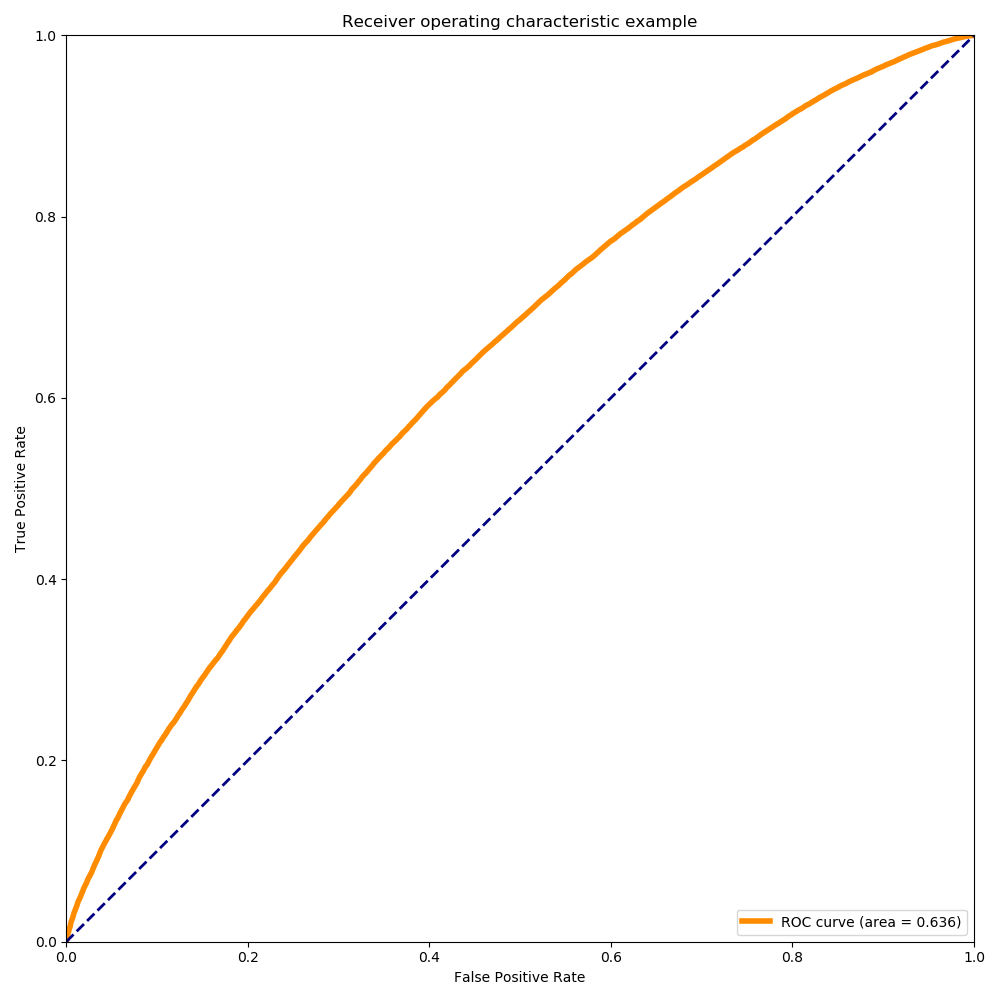 Receiver operating characteristic example
1.0
0.8
0.6
0.4
0.2
0.0
True Positive Rate
ROC curve (area = 0.636)
0.0 0.2 0.4 0.6 0.8 1.0
False Positive Rate